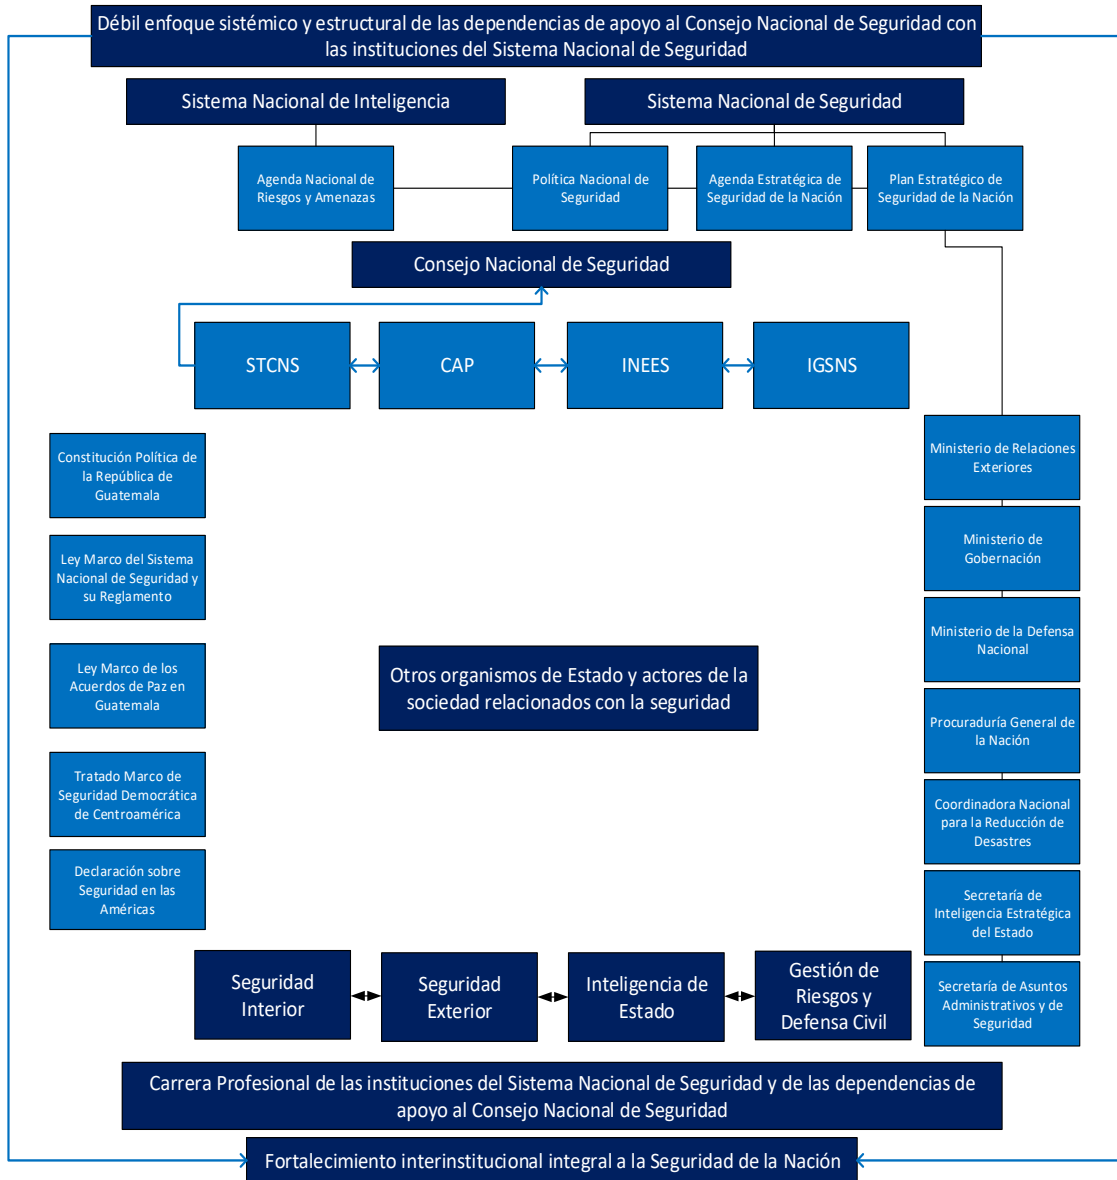 Débil enfoque sistémico y estructural de las dependencias de apoyo al Consejo Nacional de Seguridad con
las instituciones del Sistema Nacional de Seguridad
Sistema Nacional de Inteligencia
Sistema Nacional de Seguridad
Agenda Nacional de
Riesgos y Amenazas
Política Nacional de
Seguridad
Agenda Estratégica de
Seguridad de la Nación
Plan Estratégico de
Seguridad de la Nación
Consejo Nacional de Seguridad
STCNS
CAP
INEES
IGSNS
Constitución Política de
la República de
Guatemala
Ley Marco del Sistema
Nacional de Seguridad y
su Reglamento
Ley Marco de los
Acuerdos de Paz en
Guatemala
Tratado Marco de
Seguridad Democrática
de Centroamérica
Declaración sobre
Seguridad en las
Américas
Otros organismos de Estado y actores de la
sociedad relacionados con la seguridad
Ministerio de Relaciones
Exteriores
Ministerio de
Gobernación
Ministerio de la Defensa
Nacional
Procuraduría General de
la Nación
Coordinadora Nacional
para la Reducción de
Desastres
Secretaría de
Inteligencia Estratégica
del Estado
Secretaría de Asuntos
Administrativos y de
Seguridad
Seguridad
Interior
Seguridad
Exterior
Inteligencia de
Estado
Gestión de
Riesgos y
Defensa Civil
Carrera Profesional de las instituciones del Sistema Nacional de Seguridad y de las dependencias de
apoyo al Consejo Nacional de Seguridad
Fortalecimiento interinstitucional integral a la Seguridad de la Nación